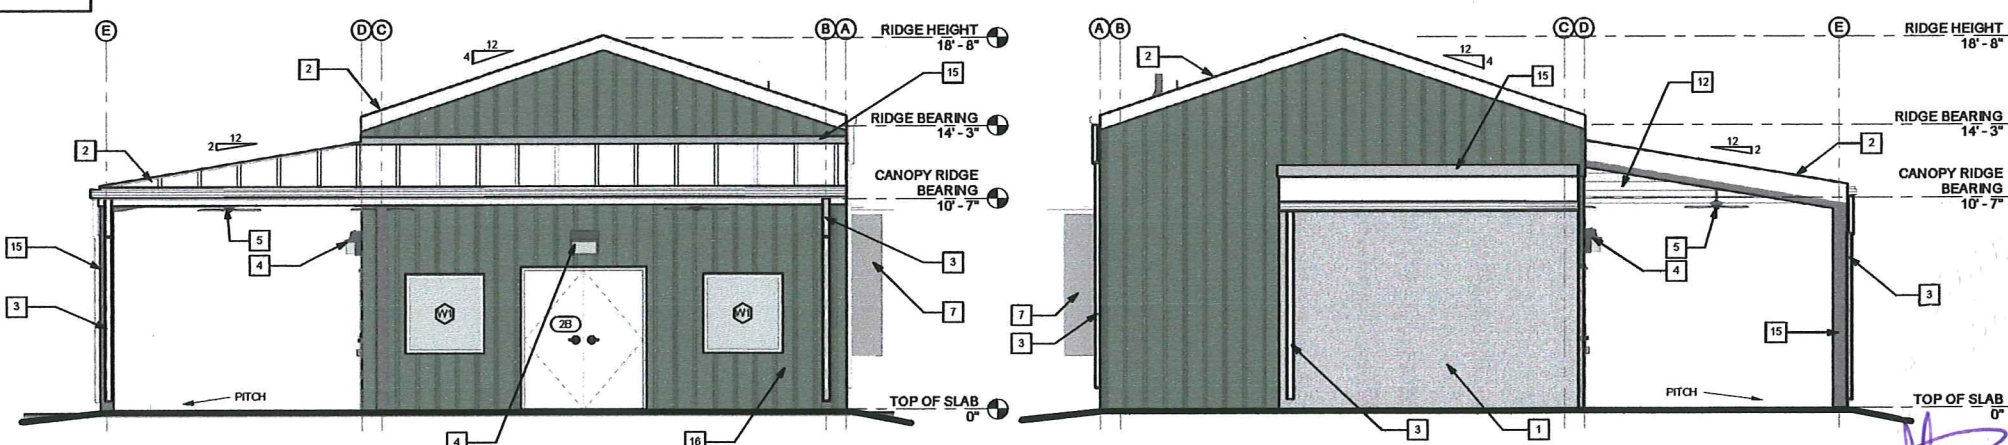 E
D C
B A
RIDGE HEIGHT
18' - 8"
12
4
2
15
RIDGE BEARING
14' - 3"
12
2
2
CANOPY RIDGE
BEARING
10' - 7"
5
4
15
3
3
7
W1
2B
W1
PITCH
TOP OF SLAB
0"
4
16
A B
C D
E
RIDGE HEIGHT
18' - 8"
2
12
4
15
12
RIDGE BEARING
14' - 3"
12
2
2
CANOPY RIDGE
BEARING
10' - 7"
5
4
7
3
3
15
PITCH
TOP OF SLAB
0"
3
1